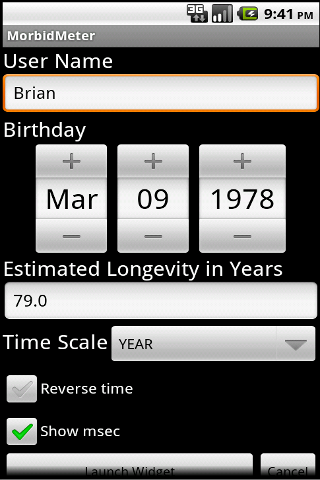 3G 9:41 PM
MorbidMeter
User Name
Brian
Birthday
+ + +
Mar 09 1978
− − −
Estimated Longevity in Years
79.0
Time Scale YEAR
Reverse time
Show msec
Launch Widget Cancel